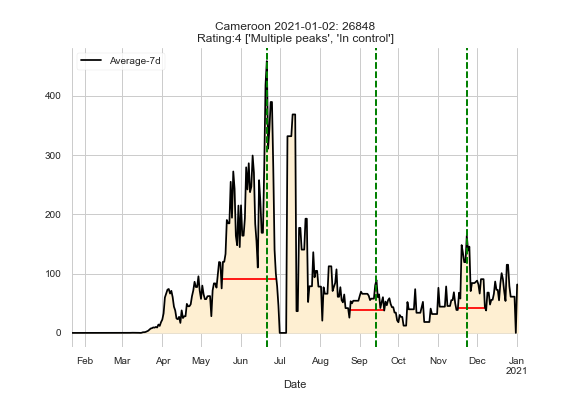 Cameroon 2021-01-02: 26848
Rating:4 ['Multiple peaks', 'In control']
Average-7d
400
300
200
100
0
Feb Mar Apr May Jun Jul Aug Sep Oct Nov Dec Jan
2021
Date